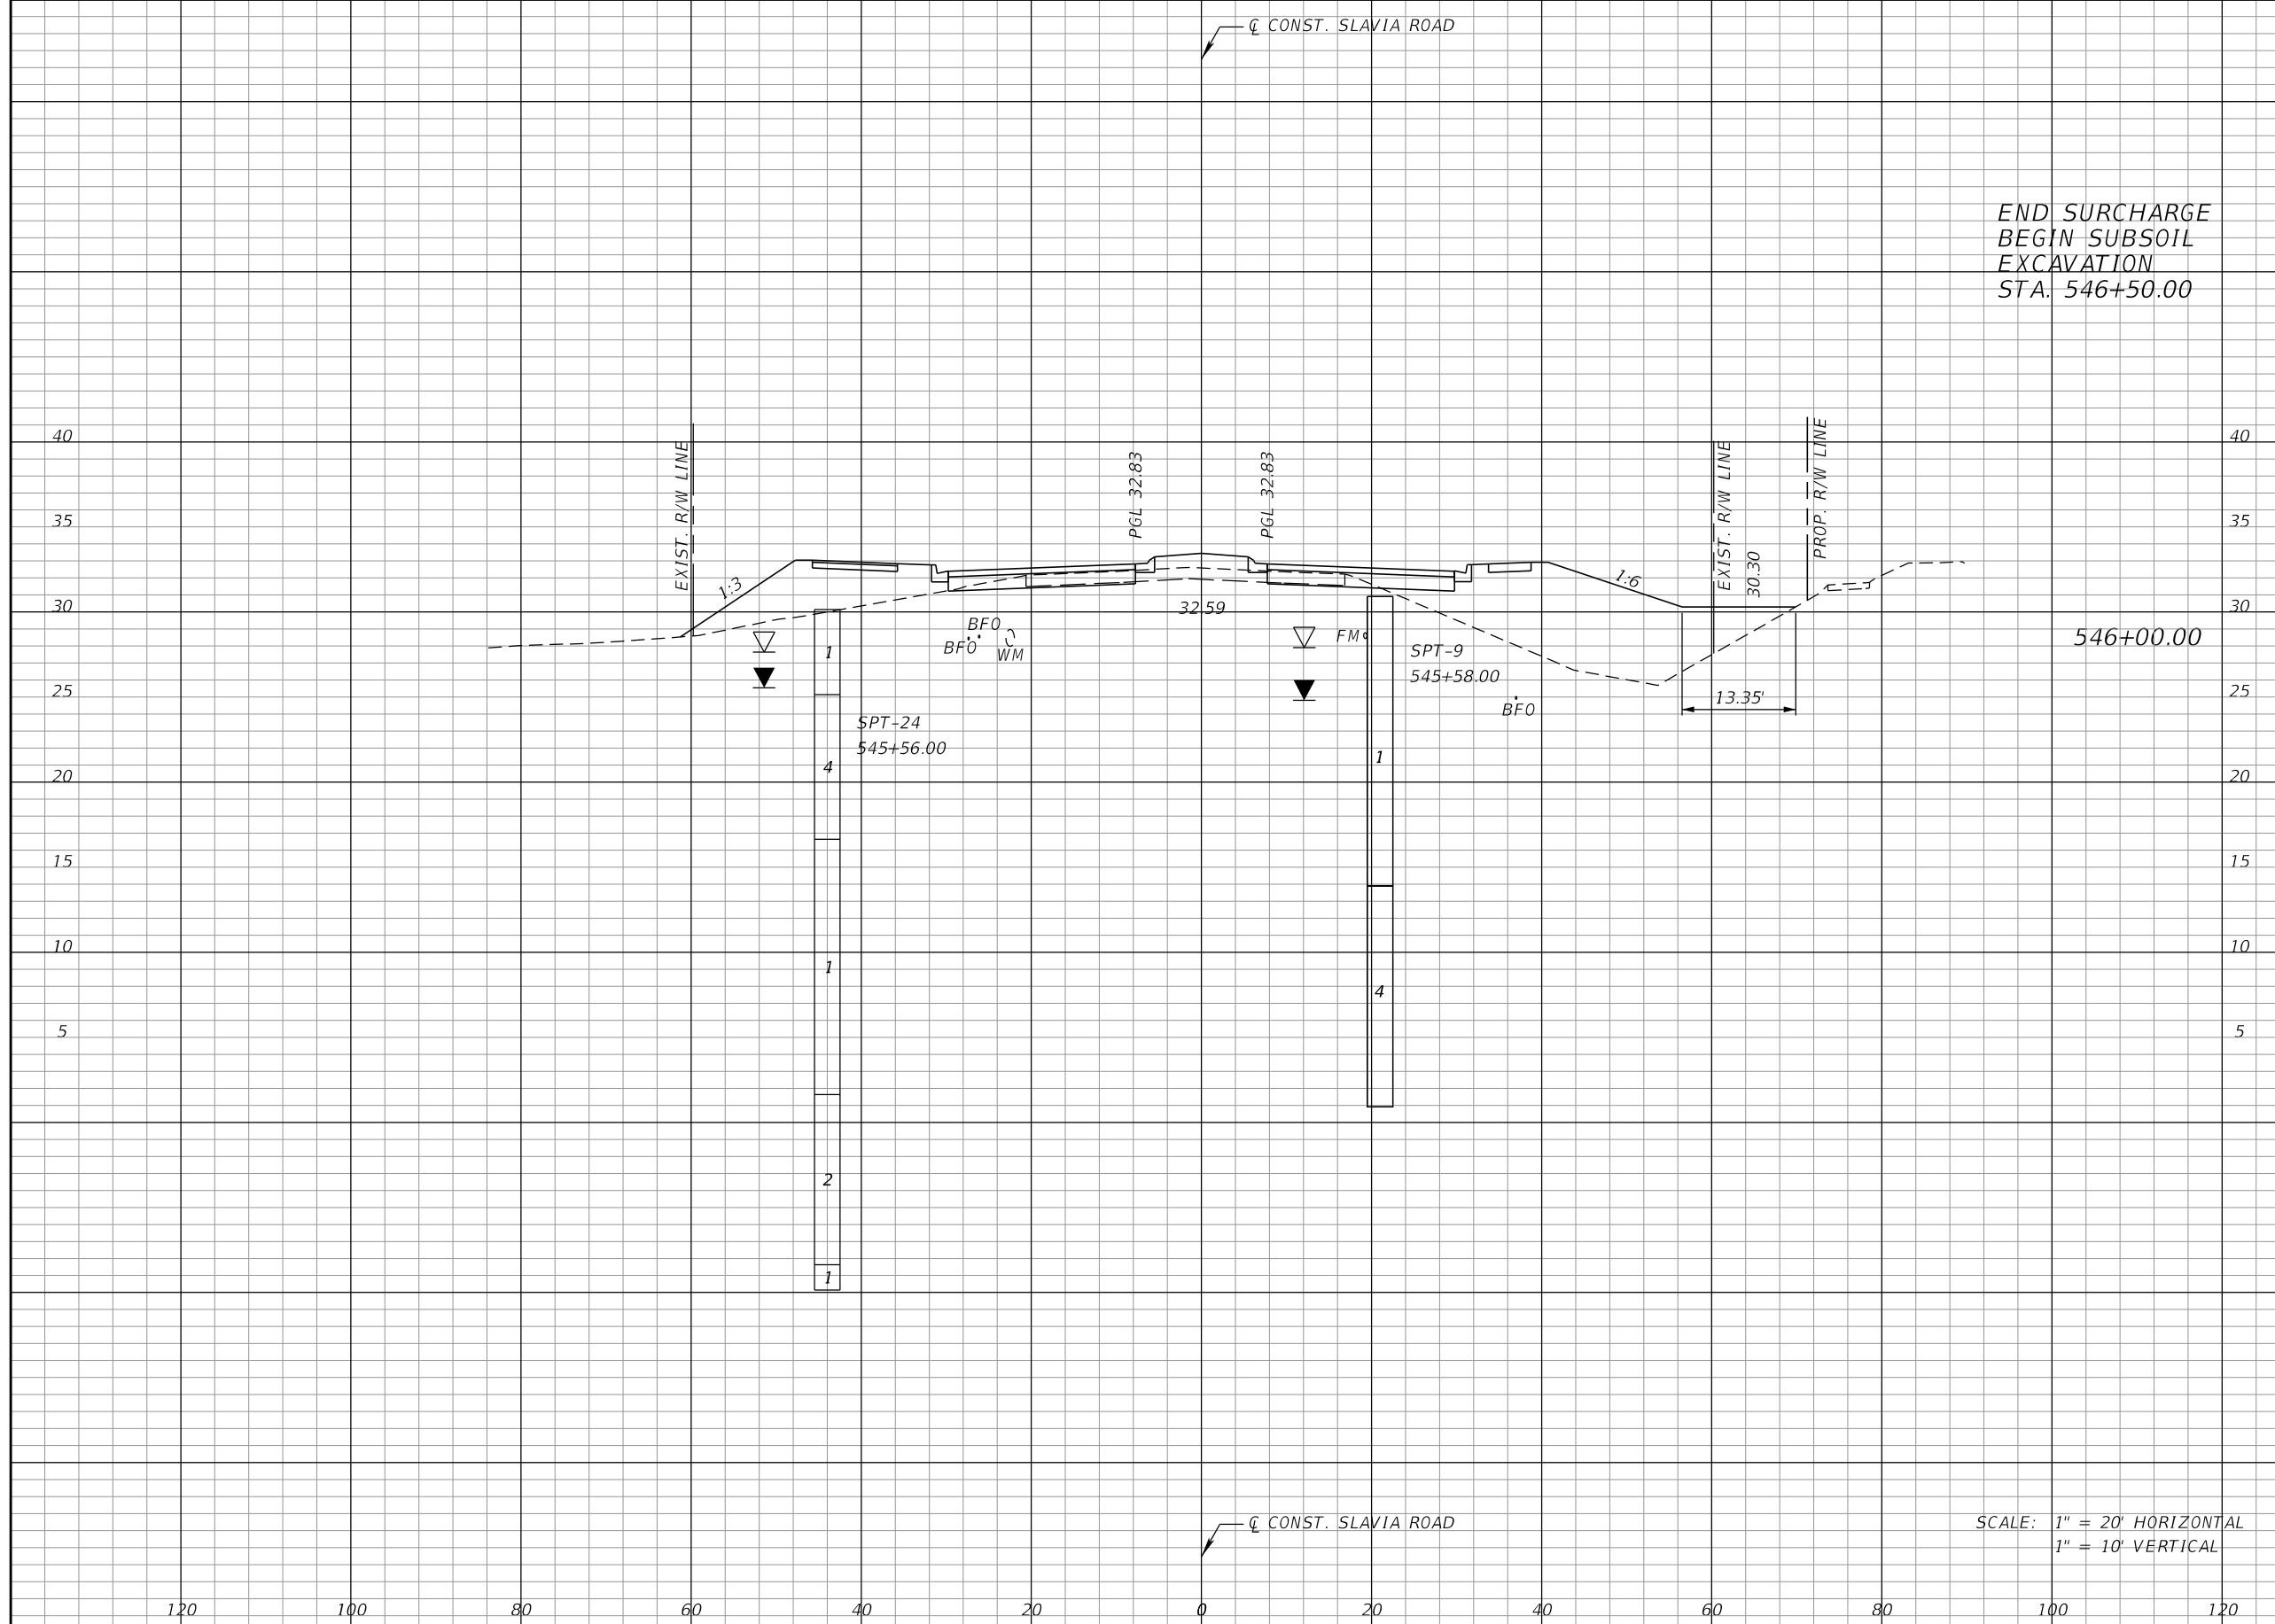 ℄ CONST. SLAVIA ROAD
END SURCHARGE
BEGIN SUBSOIL
EXCAVATION
STA. 546+50.00
40
40
EXIST. R/W LINE
PGL 32.83
PGL 32.83
EXIST. R/W LINE
30.30
PROP. R/W LINE
35
35
1:3
1:6
30
32.59
30
BFO
BFO
WM
FM
1
SPT-9
545+58.00
546+00.00
25
25
13.35'
BFO
SPT-24
545+56.00
1
4
20
20
15
15
10
10
1
4
5
5
2
1
℄ CONST. SLAVIA ROAD
SCALE: 1" = 20' HORIZONTAL
1" = 10' VERTICAL
120 100 80 60 40 20 0 20 40 60 80 100 120